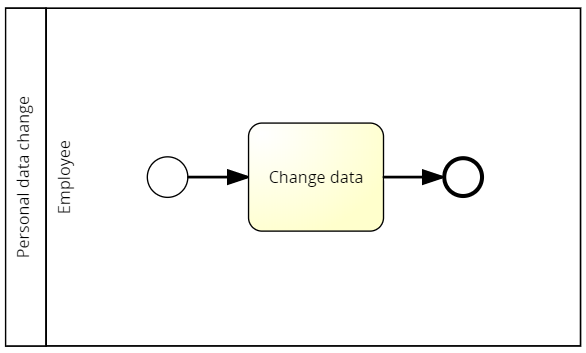 Personal data change
Employee
Change data